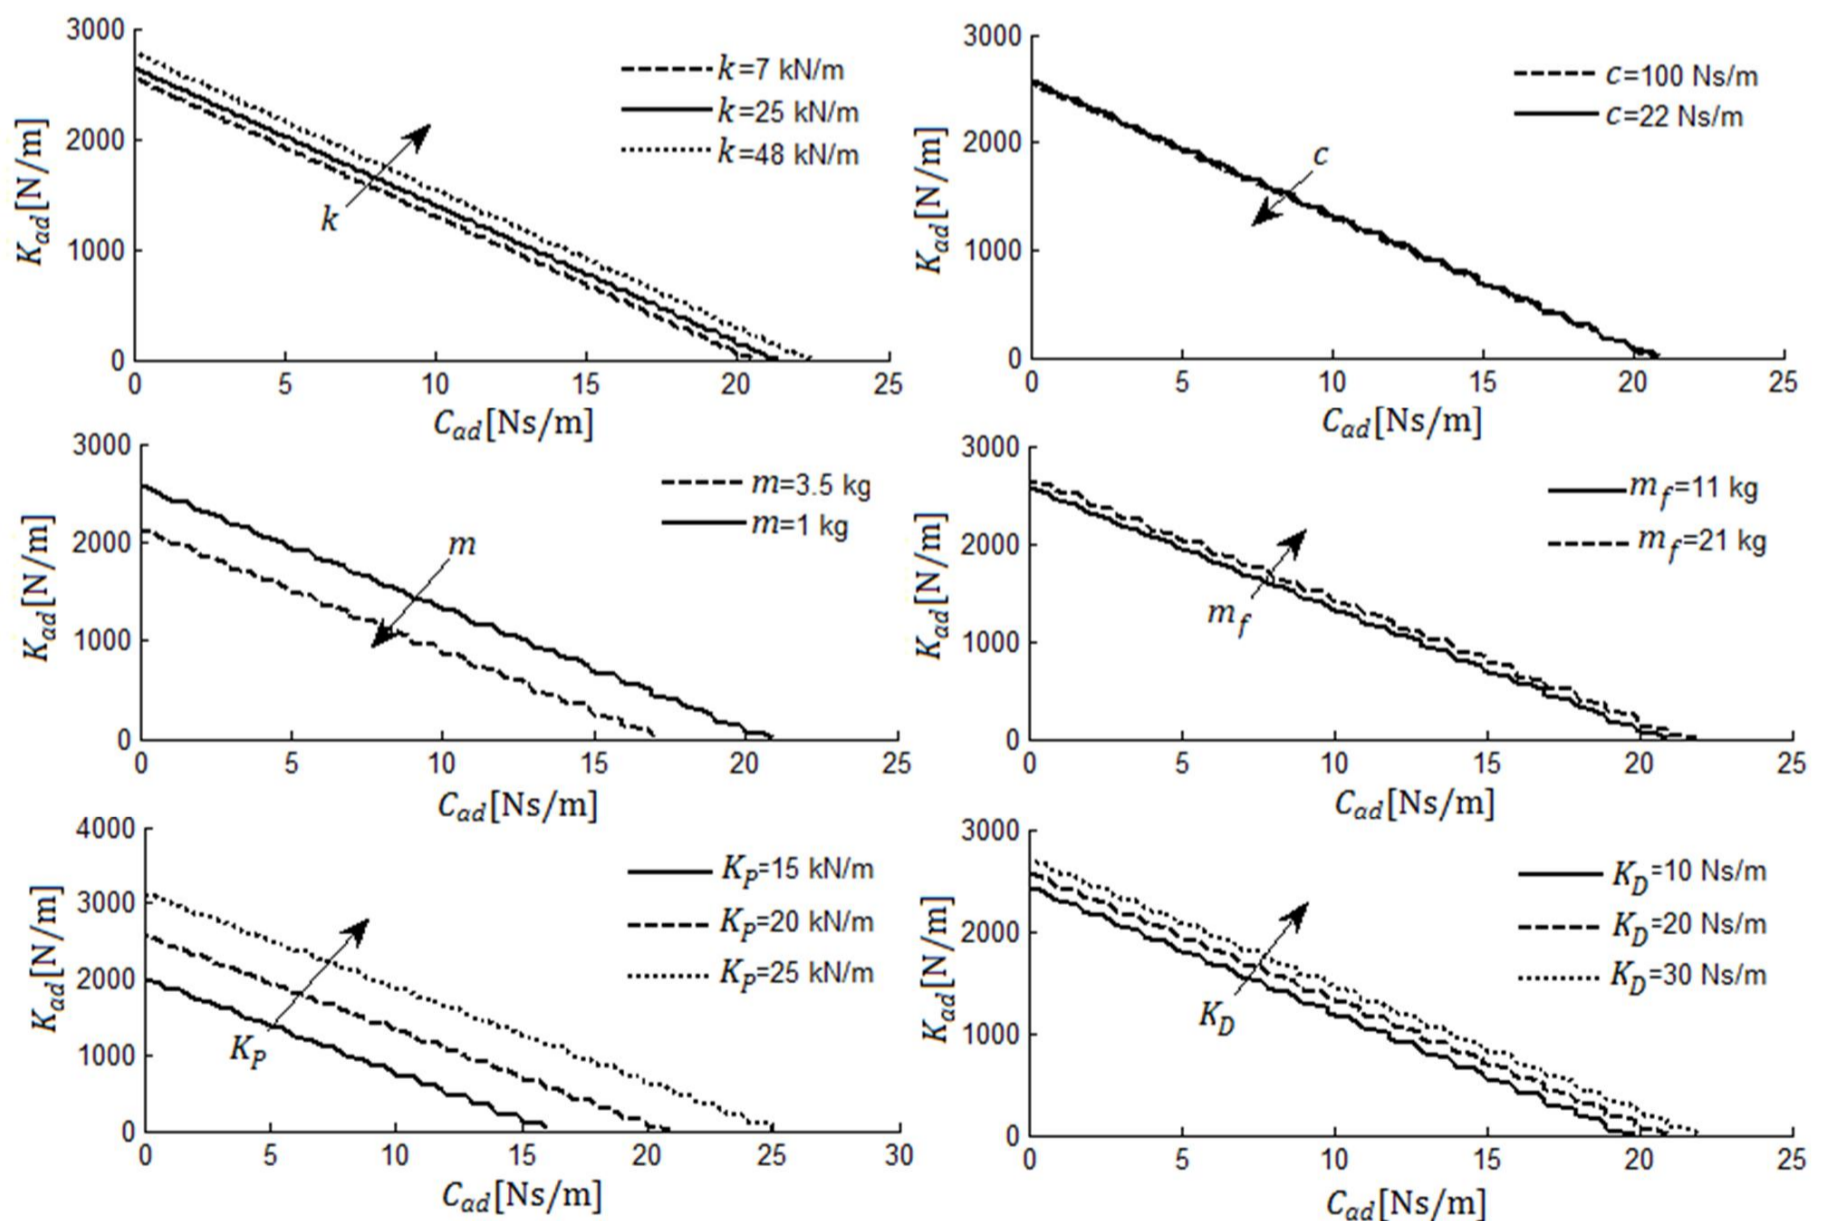 3000
2000
1000
0
0 5 10 15 20 25
K_ad[N/m]
C_ad[Ns/m]
k=7 kN/m
k=25 kN/m
k=48 kN/m
k
3000
2000
1000
0
0 5 10 15 20 25
K_ad[N/m]
C_ad[Ns/m]
c=100 Ns/m
c=22 Ns/m
c
3000
2000
1000
0
0 5 10 15 20 25
K_ad[N/m]
C_ad[Ns/m]
m=3.5 kg
m=1 kg
m
3000
2000
1000
0
0 5 10 15 20 25
K_ad[N/m]
C_ad[Ns/m]
m_f=11 kg
m_f=21 kg
m_f
4000
3000
2000
1000
0
0 5 10 15 20 25 30
K_ad[N/m]
C_ad[Ns/m]
K_P=15 kN/m
K_P=20 kN/m
K_P=25 kN/m
K_P
3000
2000
1000
0
0 5 10 15 20 25
K_ad[N/m]
C_ad[Ns/m]
K_D=10 Ns/m
K_D=20 Ns/m
K_D=30 Ns/m
K_D